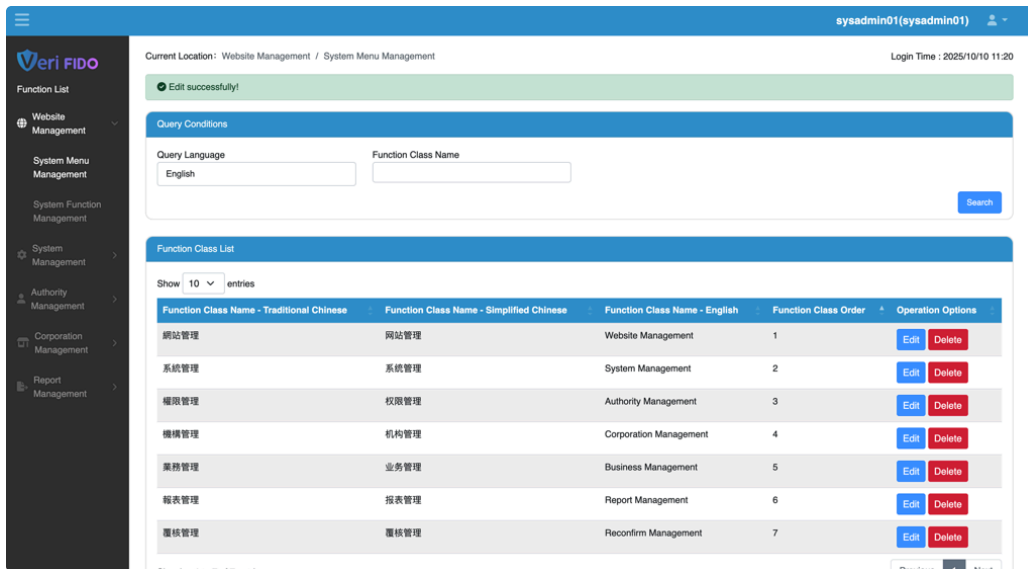 sysadmin01(sysadmin01)
Veri FIDO
Function List
Website
Management
System Menu
Management
System Function
Management
System
Management
Authority
Management
Corporation
Management
Report
Management
Current Location: Website Management / System Menu Management
Login Time : 2025/10/10 11:20
Edit successfully!
Query Conditions
Query Language Function Class Name
English
Search
Function Class List
Show 10 entries
Function Class Name - Traditional Chinese Function Class Name - Simplified Chinese Function Class Name - English Function Class Order Operation Options
網站管理 网站管理 Website Management 1 Edit Delete
系統管理 系统管理 System Management 2 Edit Delete
權限管理 权限管理 Authority Management 3 Edit Delete
機構管理 机构管理 Corporation Management 4 Edit Delete
業務管理 业务管理 Business Management 5 Edit Delete
報表管理 报表管理 Report Management 6 Edit Delete
覆核管理 覆核管理 Reconfirm Management 7 Edit Delete
Previous 1 Next